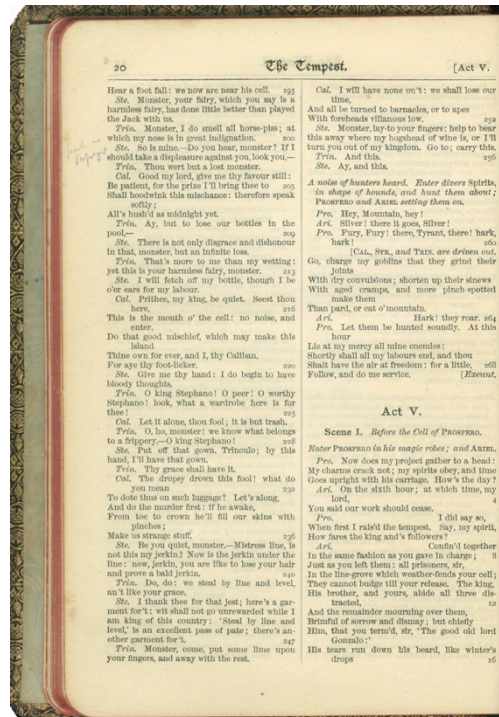 20
The Tempest.
[Act V.
Hear a foot fall: we now are near his cell. 195
Ste. Monster, your fairy, which you say is a
harmless fairy, has done little better than played
the Jack with us.
Trin. Monster, I do smell all horse-piss; at
which my nose is in great indignation. 200
Ste. So is mine.—Do you hear, monster? If I
should take a displeasure against you, look you,—
Trin. Thou wert but a lost monster.
Cal. Good my lord, give me thy favour still:
Be patient, for the prize I'll bring thee to 205
Shall hoodwink this mischance: therefore speak
softly;
All's hush'd as midnight yet.
Trin. Ay, but to lose our bottles in the
pool,— 209
Ste. There is not only disgrace and dishonour
in that, monster, but an infinite loss.
Trin. That's more to me than my wetting:
yet this is your harmless fairy, monster. 213
Ste. I will fetch off my bottle, though I be
o'er ears for my labour.
Cal. Prithee, my king, be quiet. Seest thou
here, 216
This is the mouth o' the cell: no noise, and
enter.
Do that good mischief, which may make this
island
Thine own for ever, and I, thy Caliban,
For aye thy foot-licker. 220
Ste. Give me thy hand: I do begin to have
bloody thoughts.
Trin. O king Stephano! O peer! O worthy
Stephano! look, what a wardrobe here is for
thee! 225
Cal. Let it alone, thou fool; it is but trash.
Trin. O, ho, monster! we know what belongs
to a frippery.—O king Stephano! 228
Ste. Put off that gown, Trinculo; by this
hand, I'll have that gown.
Trin. Thy grace shall have it.
Cal. The dropsy drown this fool! what do
you mean 232
To dote thus on such luggage? Let's along,
And do the murder first: if he awake,
From toe to crown he'll fill our skins with
pinches;
Make us strange stuff. 236
Ste. Be you quiet, monster.—Mistress line, is
not this my jerkin? Now is the jerkin under the
line: now, jerkin, you are like to lose your hair
and prove a bald jerkin. 240
Trin. Do, do: we steal by line and level,
an't like your grace.
Ste. I thank thee for that jest; here's a gar-
ment for't: wit shall not go unrewarded while I
am king of this country: 'Steal by line and
level,' is an excellent pass of pate; there's an-
other garment for't. 247
Trin. Monster, come, put some lime upon
your fingers, and away with the rest.
Cal. I will have none on't: we shall lose our
time,
And all be turned to barnacles, or to apes
With foreheads villanous low. 252
Ste. Monster, lay-to your fingers: help to bear
this away where my hogshead of wine is, or I'll
turn you out of my kingdom. Go to; carry this.
Trin. And this. 256
Ste. Ay, and this.
A noise of hunters heard. Enter divers Spirits,
in shape of hounds, and hunt them about;
PROSPERO and ARIEL setting them on.
Pro. Hey, Mountain, hey!
Ari. Silver! there it goes, Silver!
Pro. Fury, Fury! there, Tyrant, there! hark,
hark! 260
[CAL., STE., and TRIN. are driven out.
Go, charge my goblins that they grind their
joints
With dry convulsions; shorten up their sinews
With aged cramps, and more pinch-spotted
make them
Than pard, or cat o' mountain.
Ari. Hark! they roar. 264
Pro. Let them be hunted soundly. At this
hour
Lie at my mercy all mine enemies:
Shortly shall all my labours end, and thou
Shalt have the air at freedom: for a little, 268
Follow, and do me service. [Exeunt.
Act V.
Scene I. Before the Cell of PROSPERO.
Enter PROSPERO in his magic robes; and ARIEL.
Pro. Now does my project gather to a head:
My charms crack not; my spirits obey, and time
Goes upright with his carriage. How's the day?
Ari. On the sixth hour; at which time, my
lord, 4
You said our work should cease.
Pro. I did say so,
When first I rais'd the tempest. Say, my spirit,
How fares the king and's followers?
Ari. Confin'd together
In the same fashion as you gave in charge; 8
Just as you left them: all prisoners, sir,
In the line-grove which weather-fends your cell;
They cannot budge till your release. The king,
His brother, and yours, abide all three dis-
tracted, 12
And the remainder mourning over them,
Brimful of sorrow and dismay; but chiefly
Him, that you term'd, sir, 'The good old lord
Gonzalo:'
His tears run down his beard, like winter's
drops 16